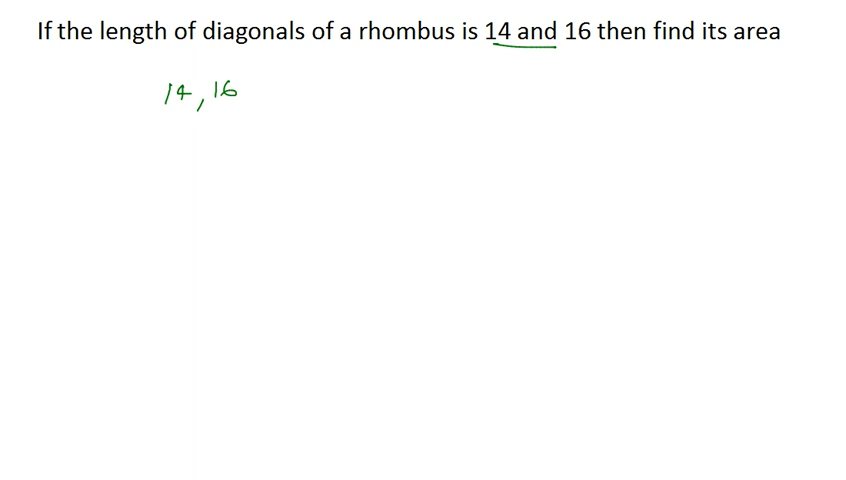 If the length of diagonals of a rhombus is 14 and 16 then find its area
14, 16